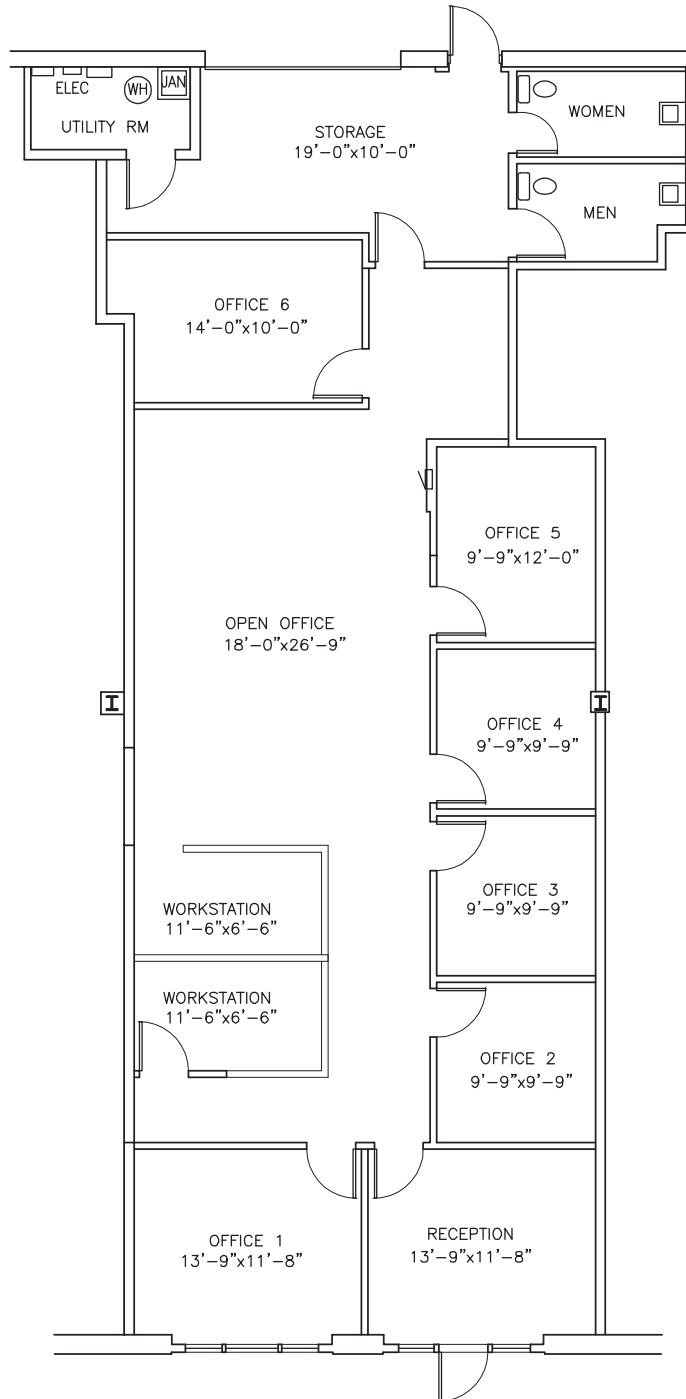 ELEC
WH
JAN
UTILITY RM
STORAGE
19'-0"x10'-0"
WOMEN
MEN
OFFICE 6
14'-0"x10'-0"
OFFICE 5
9'-9"x12'-0"
OPEN OFFICE
18'-0"x26'-9"
OFFICE 4
9'-9"x9'-9"
OFFICE 3
9'-9"x9'-9"
WORKSTATION
11'-6"x6'-6"
WORKSTATION
11'-6"x6'-6"
OFFICE 2
9'-9"x9'-9"
OFFICE 1
13'-9"x11'-8"
RECEPTION
13'-9"x11'-8"